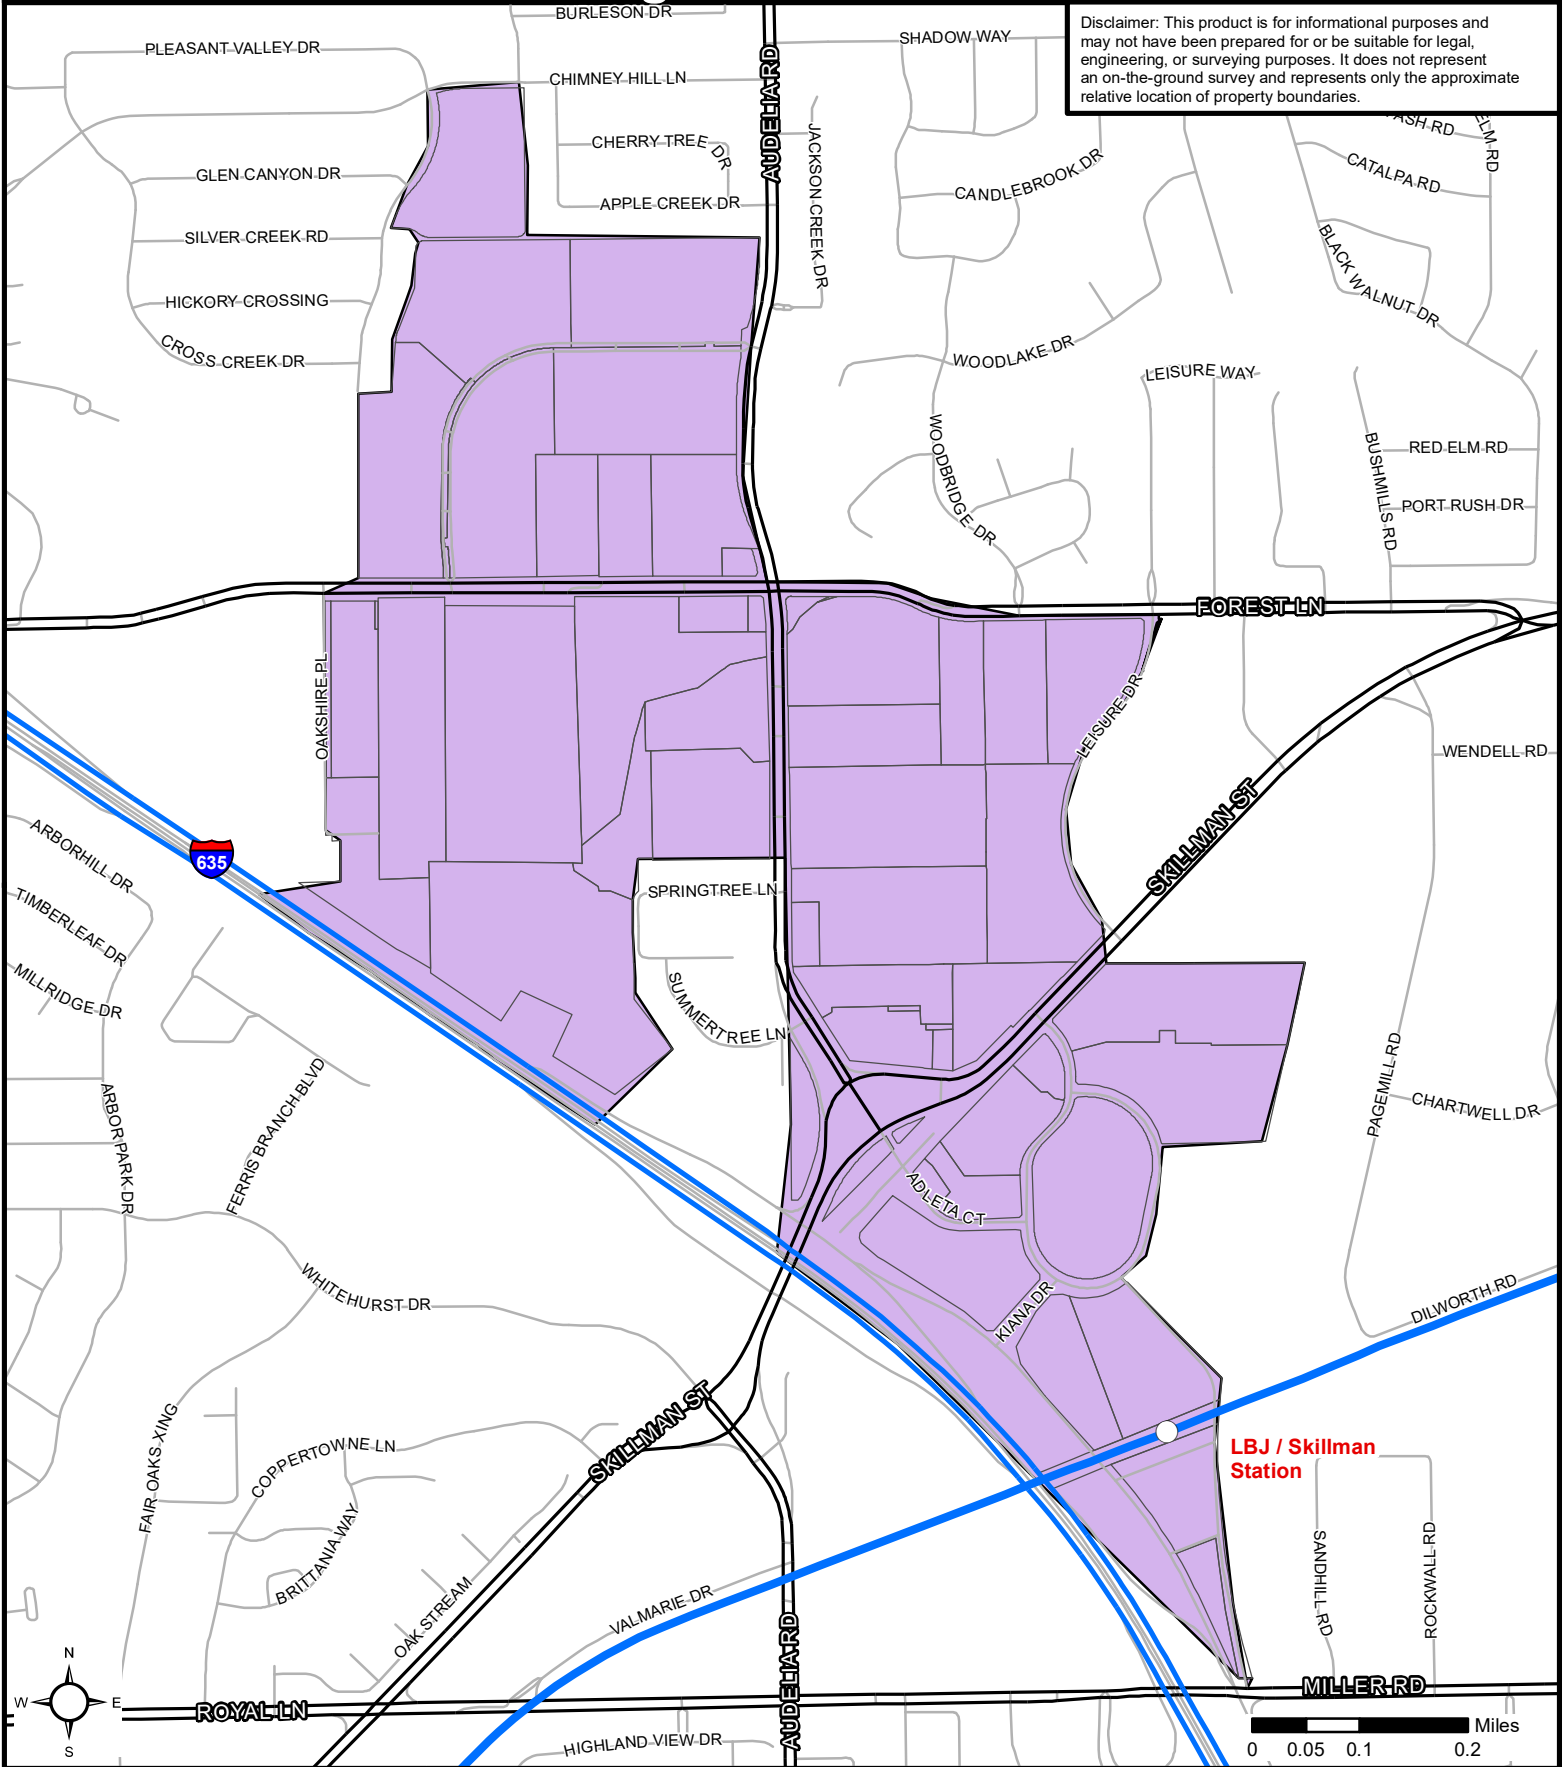 BURLESON DR
PLEASANT VALLEY DR
SHADOW WAY
Disclaimer: This product is for informational purposes and
may not have been prepared for or be suitable for legal,
engineering, or surveying purposes. It does not represent
an on-the-ground survey and represents only the approximate
relative location of property boundaries.
CHIMNEY HILL LN
AUDELIA RD
CHERRY TREE DR
JACKSON CREEK DR
ASH RD
ELM RD
GLEN CANYON DR
CANDLEBROOK DR
CATALPA RD
APPLE CREEK DR
SILVER CREEK RD
BLACK WALNUT DR
HICKORY CROSSING
CROSS CREEK DR
WOODLAKE DR
LEISURE WAY
WOODBRIDGE DR
BUSHMILLS RD
RED ELM RD
PORT RUSH DR
FOREST LN
OAKSHIRE PL
LEISURE DR
WENDELL RD
SKILLMAN ST
635
ARBORHILL DR
TIMBERLEAF DR
MILLRIDGE DR
SPRINGTREE LN
SUMMERTREE LN
PAGEMILL RD
CHARTWELL DR
ARBOR PARK DR
FERRIS BRANCH BLVD
ADLETA CT
WHITEHURST DR
KIANA DR
DILWORTH RD
SKILLMAN ST
FAIR OAKS XING
COPPERTOWNE LN
LBJ / Skillman
Station
BRITTANIA WAY
OAK STREAM
VALMARIE DR
SANDHILL RD
ROCKWALL RD
AUDELIA RD
N
W
E
S
ROYAL LN
MILLER RD
HIGHLAND VIEW DR
Miles
0 0.05 0.1 0.2